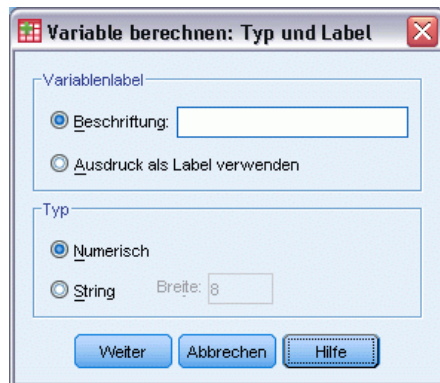 Variable berechnen: Typ und Label
Variablenlabel
Beschriftung:
Ausdruck als Label verwenden
Typ
Numerisch
String Breite: 8
Weiter Abbrechen Hilfe